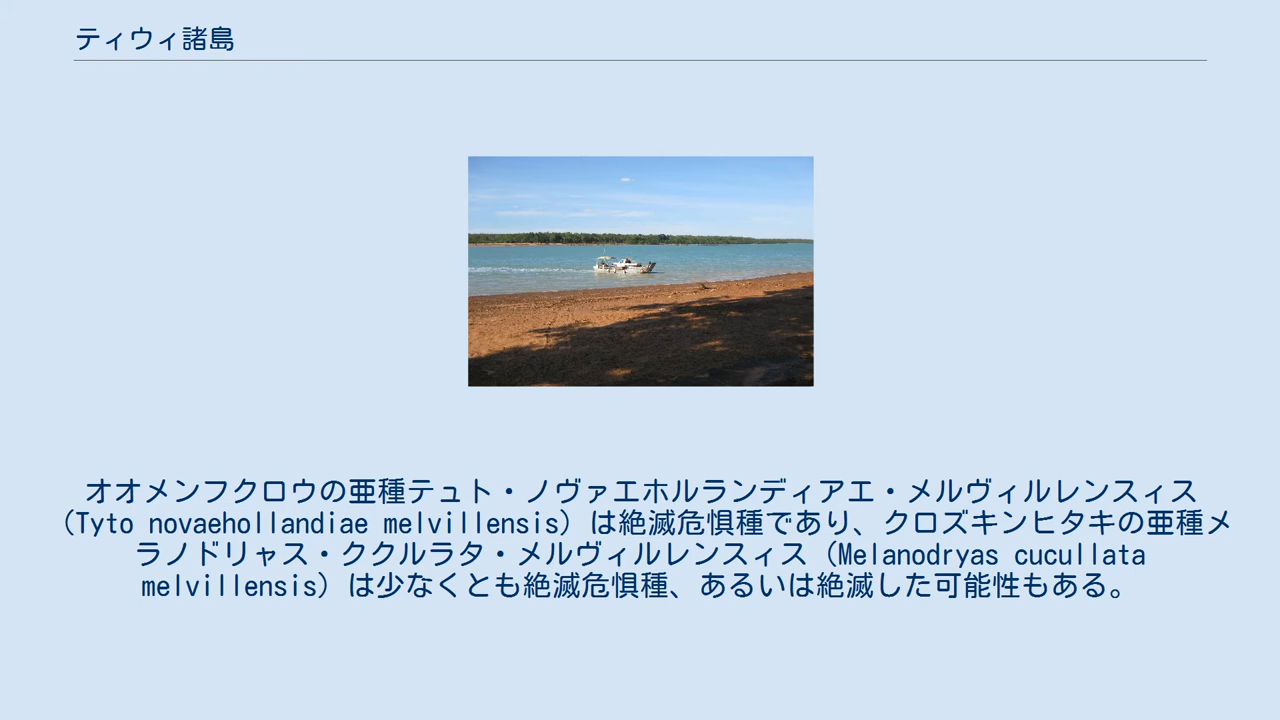 ティウィ諸島
オオメンフクロウの亜種テュト・ノヴァエホルランディアエ・メルヴィルレンスィス
（Tyto novaehollandiae melvillensis）は絶滅危惧種であり、クロズキンヒタキの亜種メ
ラノドリャス・ククルラタ・メルヴィルレンスィス（Melanodryas cucullata
melvillensis）は少なくとも絶滅危惧種、あるいは絶滅した可能性もある。